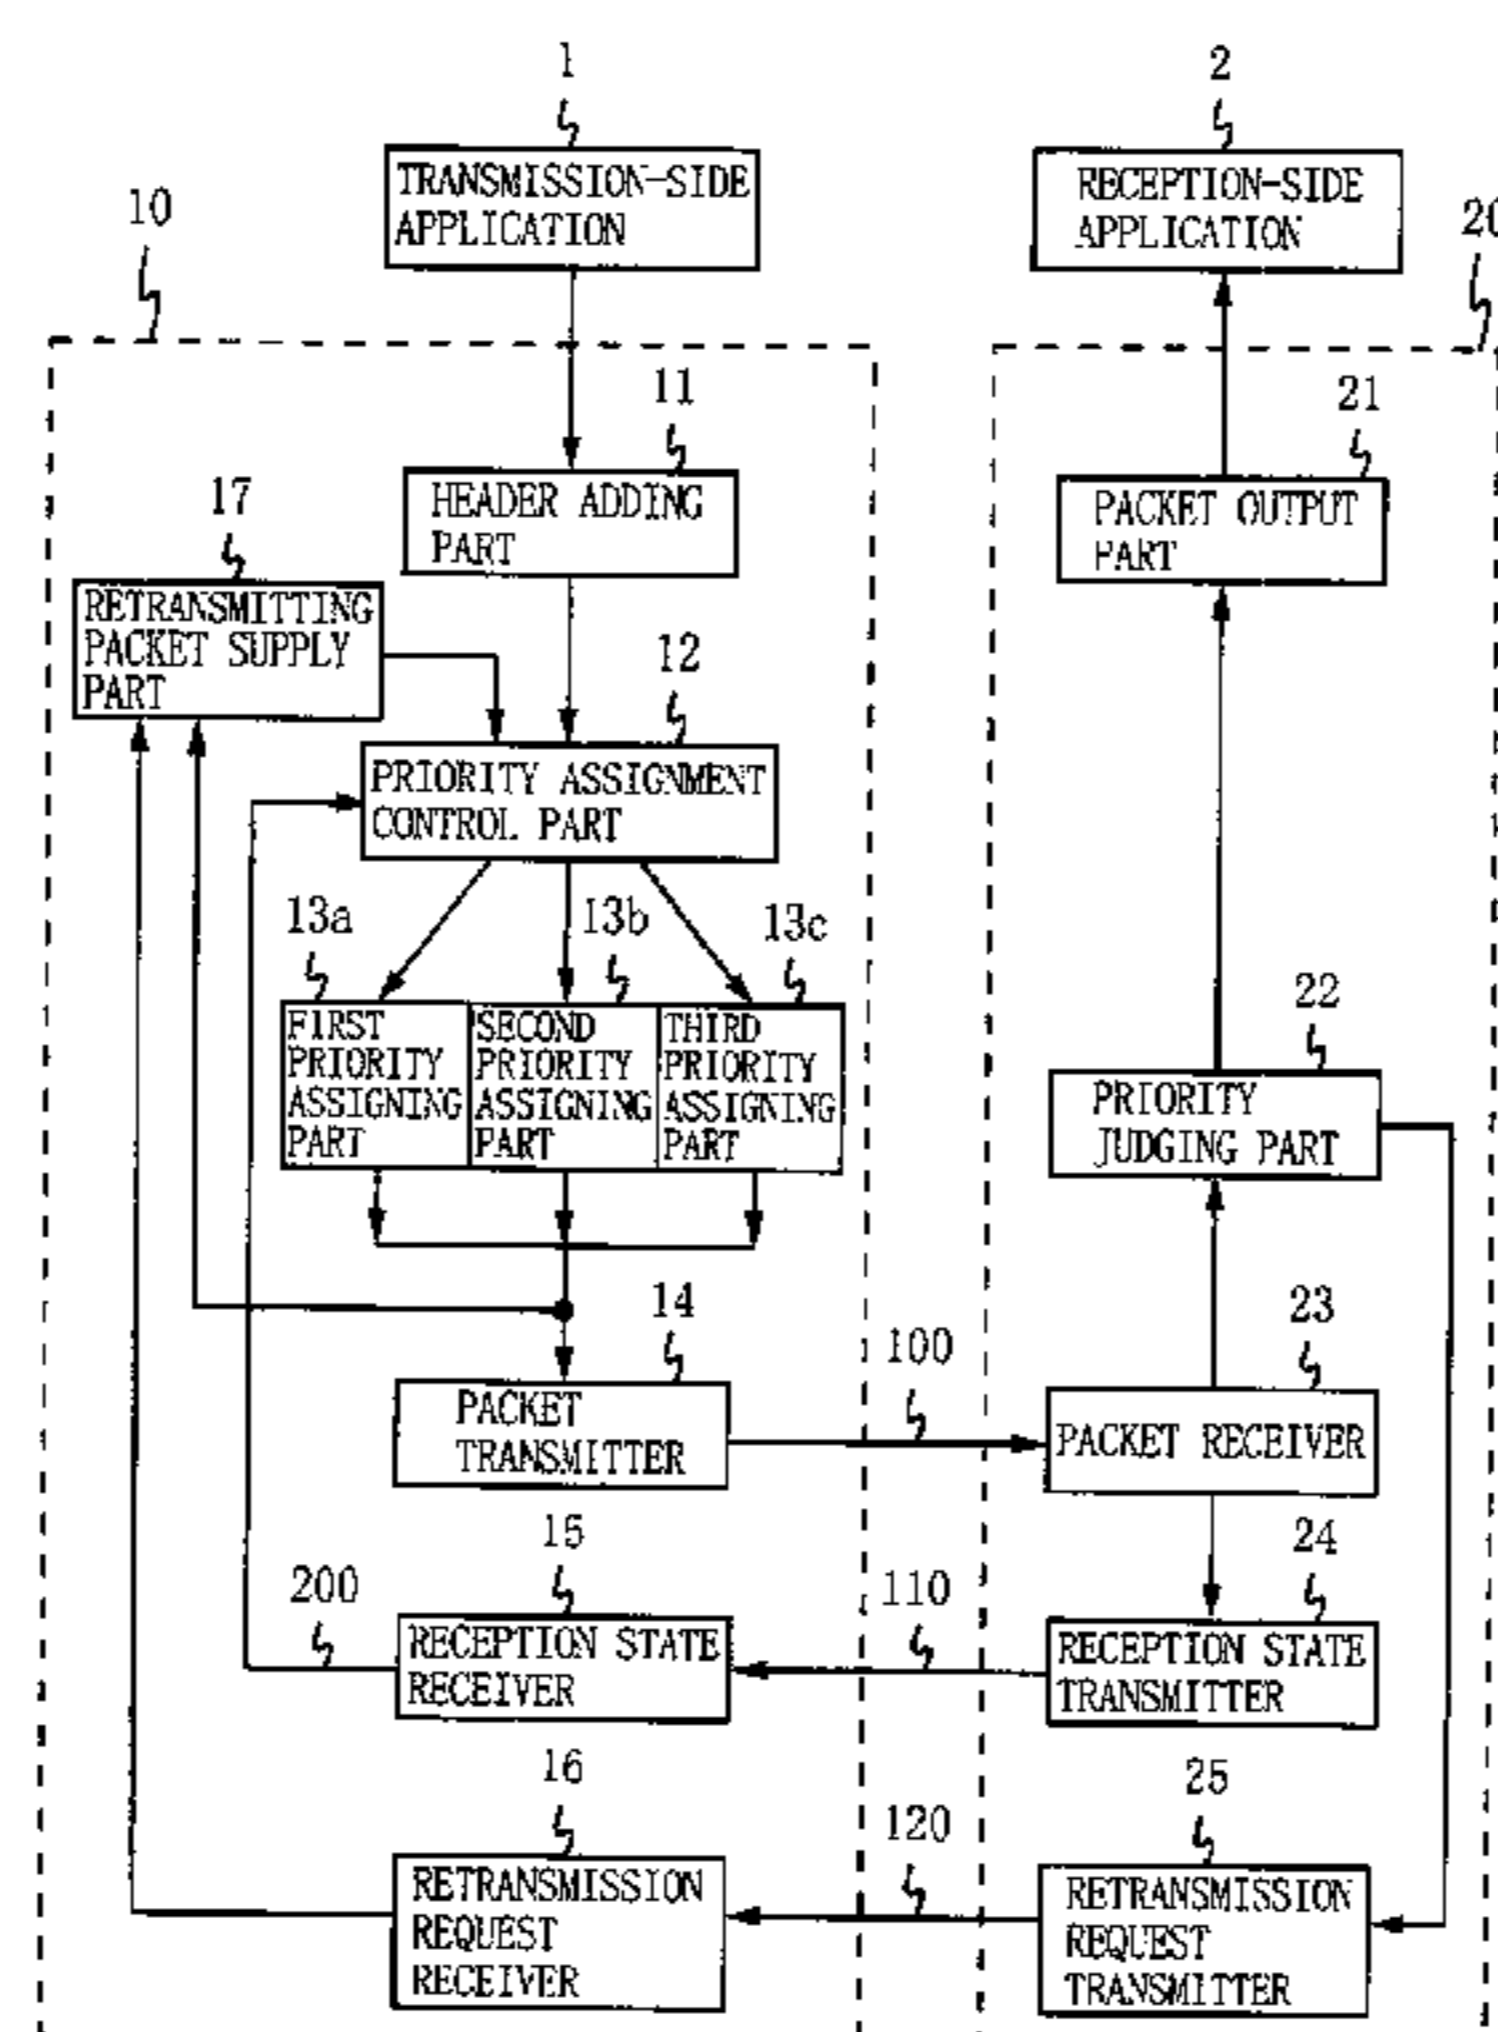 1
2
TRANSMISSION-SIDE
APPLICATION
RECEPTION-SIDE
APPLICATION
10
20
11
21
HEADER ADDING
PART
PACKET OUTPUT
PART
17
RETRANSMITTING
PACKET SUPPLY
PART
12
PRIORITY ASSIGNMENT
CONTROL PART
13a
13b
13c
FIRST
PRIORITY
ASSIGNING
PART
SECOND
PRIORITY
ASSIGNING
PART
THIRD
PRIORITY
ASSIGNING
PART
22
PRIORITY
JUDGING PART
14
100
23
PACKET
TRANSMITTER
PACKET RECEIVER
15
200
110
24
RECEPTION STATE
RECEIVER
RECEPTION STATE
TRANSMITTER
16
120
25
RETRANSMISSION
REQUEST
RECEIVER
RETRANSMISSION
REQUEST
TRANSMITTER